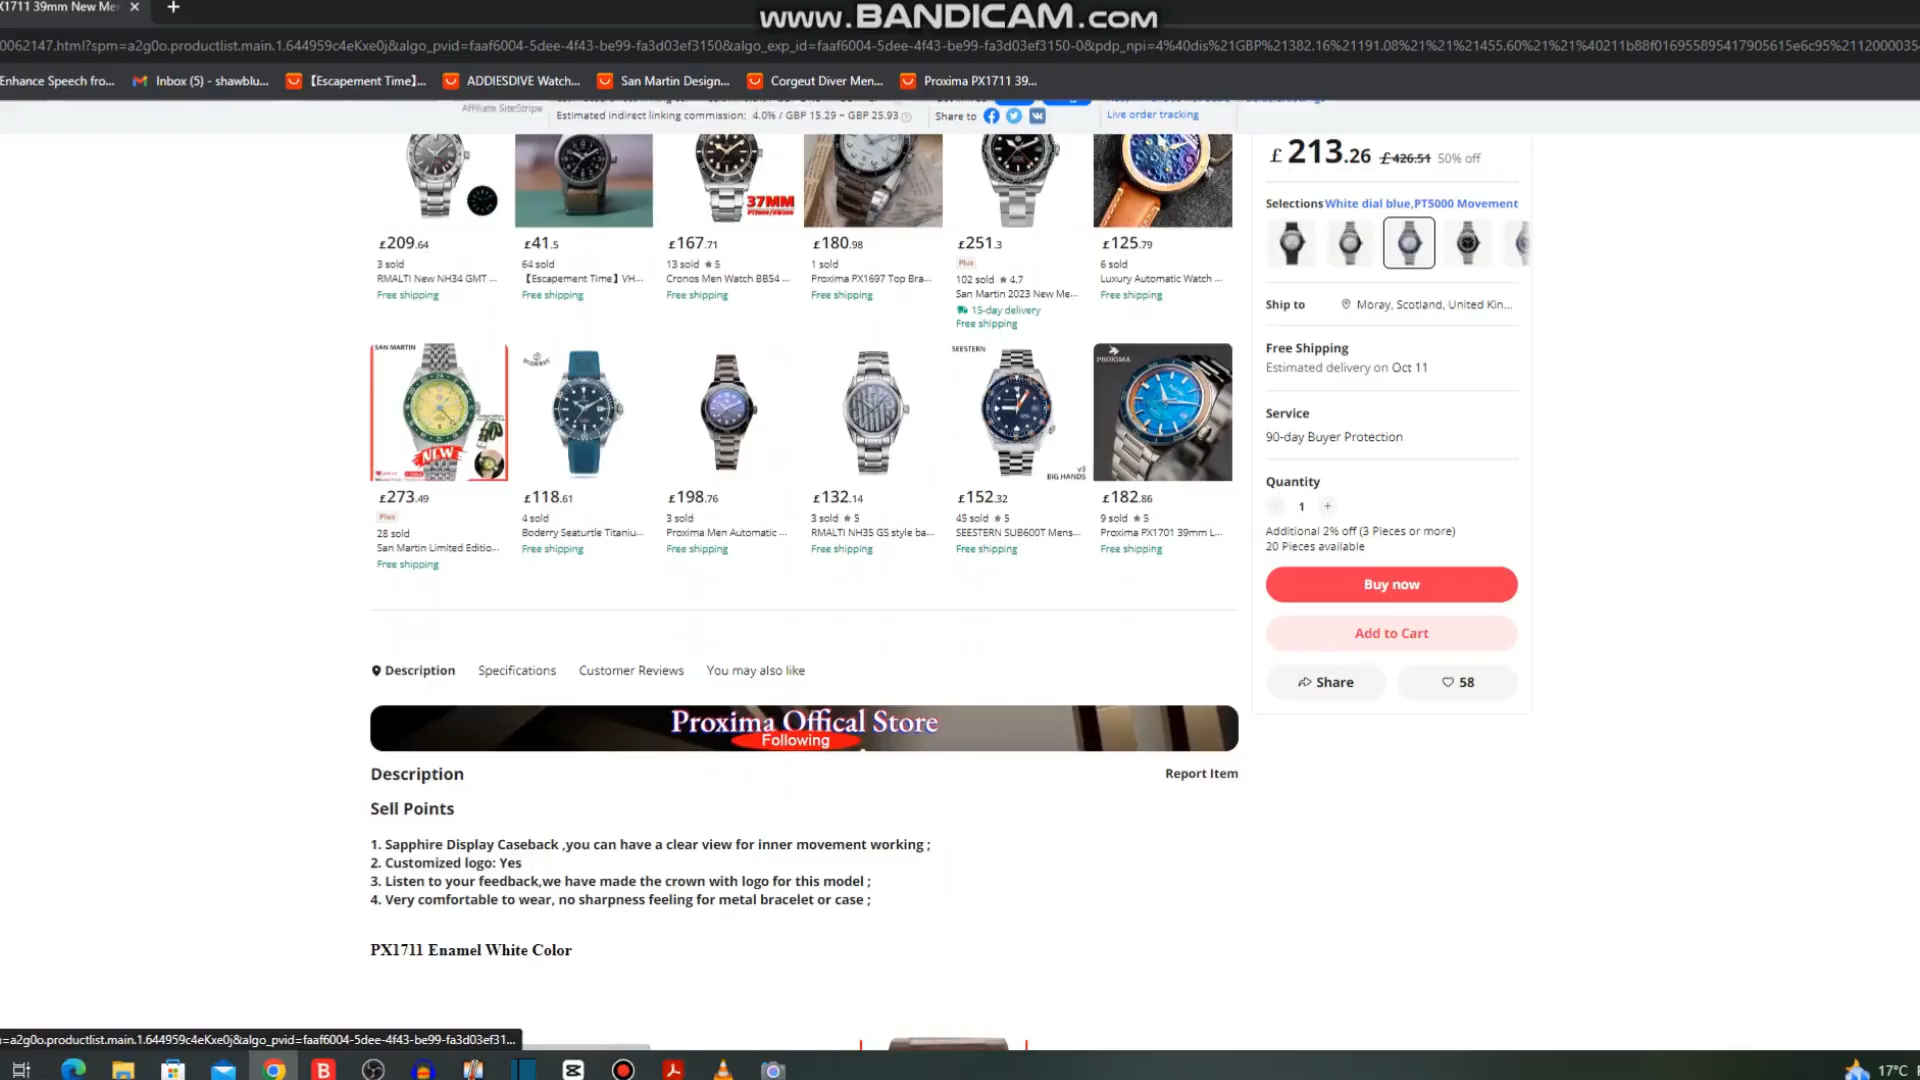 X1711 39mm New Mer
www.BANDICAM.com
0062147.html?spm=a2g0o.productlist.main.1.644959c4eKxe0j&algo_pvid=faaf6004-5dee-4f43-be99-fa3d03ef3150&algo_exp_id=faaf6004-5dee-4f43-be99-fa3d03ef3150-0&pdp_npi=4%40dis%21GBP%21382.16%21191.08%21%21%21455.60%21%21%40211b88f016955895417905615e6c95%211200035
Enhance Speech fro...
Inbox (5) - shawblu...
【Escapement Time】...
ADDIESDIVE Watch...
San Martin Design...
Corgeut Diver Men...
Proxima PX1711 39...
Affiliate SiteStripe
Estimated indirect linking commission: 4.0% / GBP 15.29 ~ GBP 25.93
Share to
Live order tracking
37MM
PT5000/SW200
£209.64
3 sold
RMALTI New NH34 GMT ...
Free shipping
£41.5
64 sold
【Escapement Time】VH...
Free shipping
£167.71
13 sold ★ 5
Cronos Men Watch BB54 ...
Free shipping
£180.98
1 sold
Proxima PX1697 Top Bra...
Free shipping
£251.3
Plus
102 sold ★ 4.7
San Martin 2023 New Me...
15-day delivery
Free shipping
£125.79
6 sold
Luxury Automatic Watch ...
Free shipping
SAN MARTIN
NEW
£273.49
Plus
28 sold
San Martin Limited Editio...
Free shipping
BODERRY
£118.61
4 sold
Boderry Seaturtle Titaniu...
Free shipping
£198.76
3 sold
Proxima Men Automatic ...
Free shipping
£132.14
3 sold ★ 5
RMALTI NH35 GS style ba...
Free shipping
SEESTERN
V3
BIG HANDS
£152.32
45 sold ★ 5
SEESTERN SUB600T Mens...
Free shipping
PROXIMA
£182.86
9 sold ★ 5
Proxima PX1701 39mm L...
Free shipping
Description
Specifications
Customer Reviews
You may also like
Proxima Offical Store
Following
Description
Report Item
Sell Points
1. Sapphire Display Caseback ,you can have a clear view for inner movement working ;
2. Customized logo: Yes
3. Listen to your feedback,we have made the crown with logo for this model ;
4. Very comfortable to wear, no sharpness feeling for metal bracelet or case ;
PX1711 Enamel White Color
£ 213.26 £ 426.51 50% off
Selections White dial blue,PT5000 Movement
Ship to
Moray, Scotland, United Kin...
Free Shipping
Estimated delivery on Oct 11
Service
90-day Buyer Protection
Quantity
1 +
Additional 2% off (3 Pieces or more)
20 Pieces available
Buy now
Add to Cart
Share
58
=a2g0o.productlist.main.1.644959c4eKxe0j&algo_pvid=faaf6004-5dee-4f43-be99-fa3d03ef31...
17°C